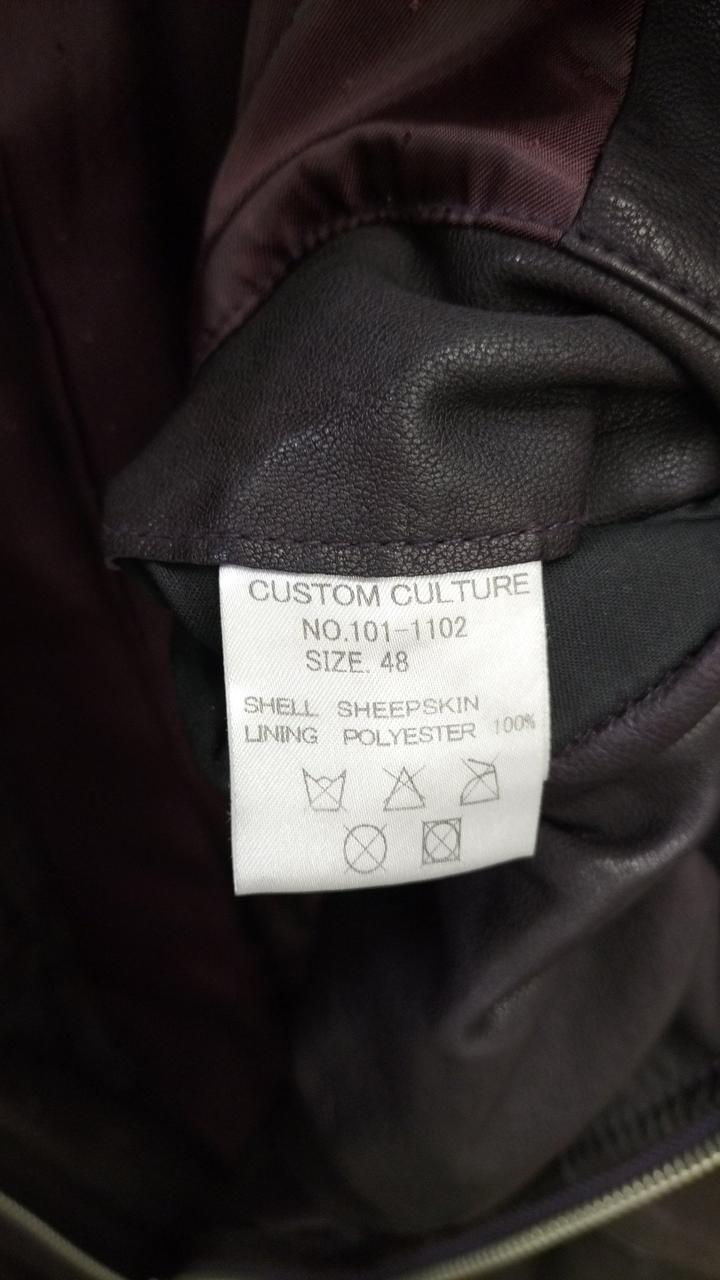 CUSTOM CULTURE
NO.101-1102
SIZE. 48
SHELL SHEEPSKIN
LINING POLYESTER 100%